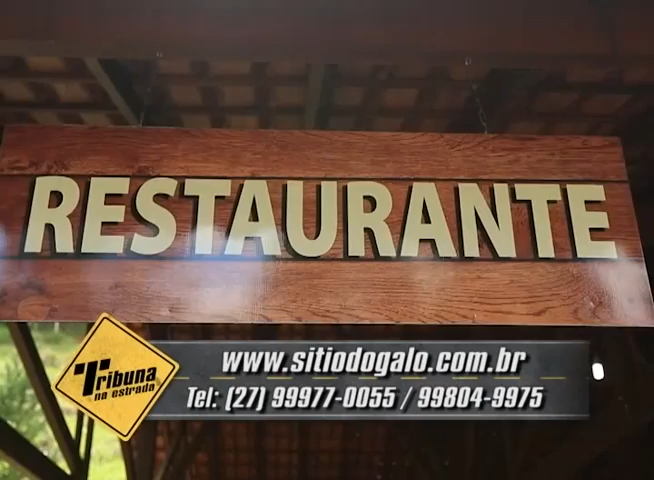 RESTAURANTE
Tribuna
na estrada
www.sitiodogalo.com.br
Tel: (27) 99977-0055 / 99804-9975